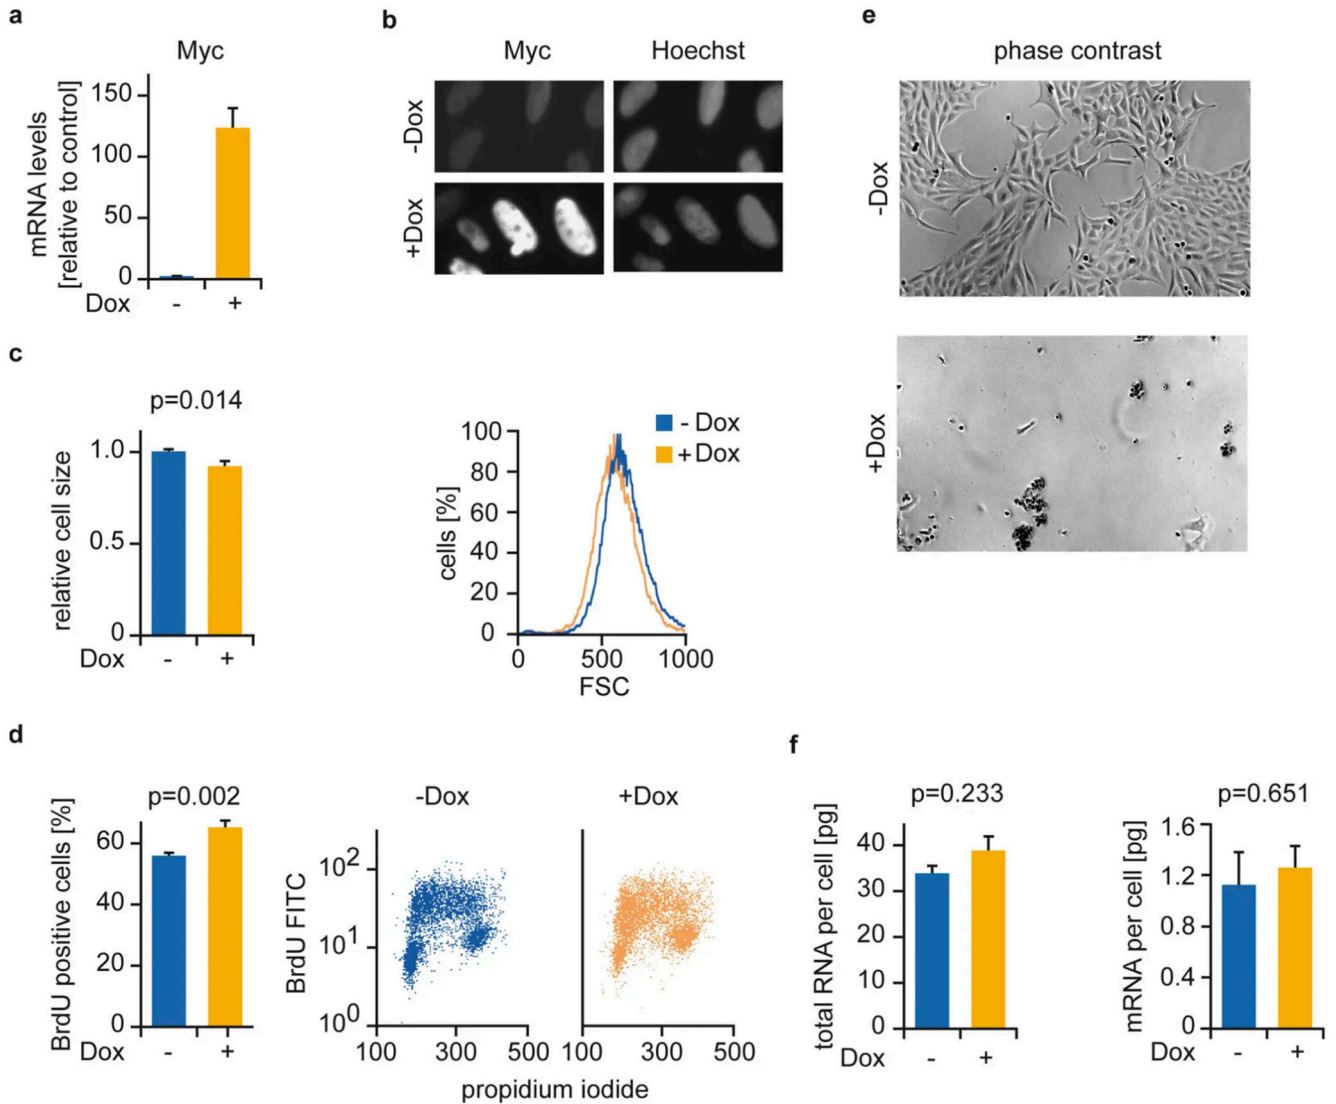 a
Myc
mRNA levels
[relative to control]
150
100
50
0
Dox
-
+
b
Myc
Hoechst
-Dox
+Dox
c
p=0.014
relative cell size
1.0
0.5
0
Dox
-
+
cells [%]
100
80
60
40
20
0
- Dox
+ Dox
0
500
1000
FSC
d
p=0.002
BrdU positive cells [%]
60
40
20
0
Dox
-
+
-Dox
+Dox
BrdU FITC
10²
10¹
10⁰
100
300
500
100
300
500
propidium iodide
e
phase contrast
-Dox
+Dox
f
p=0.233
total RNA per cell [pg]
40
30
20
10
0
Dox
-
+
p=0.651
mRNA per cell [pg]
1.6
1.2
0.8
0.4
0
Dox
-
+